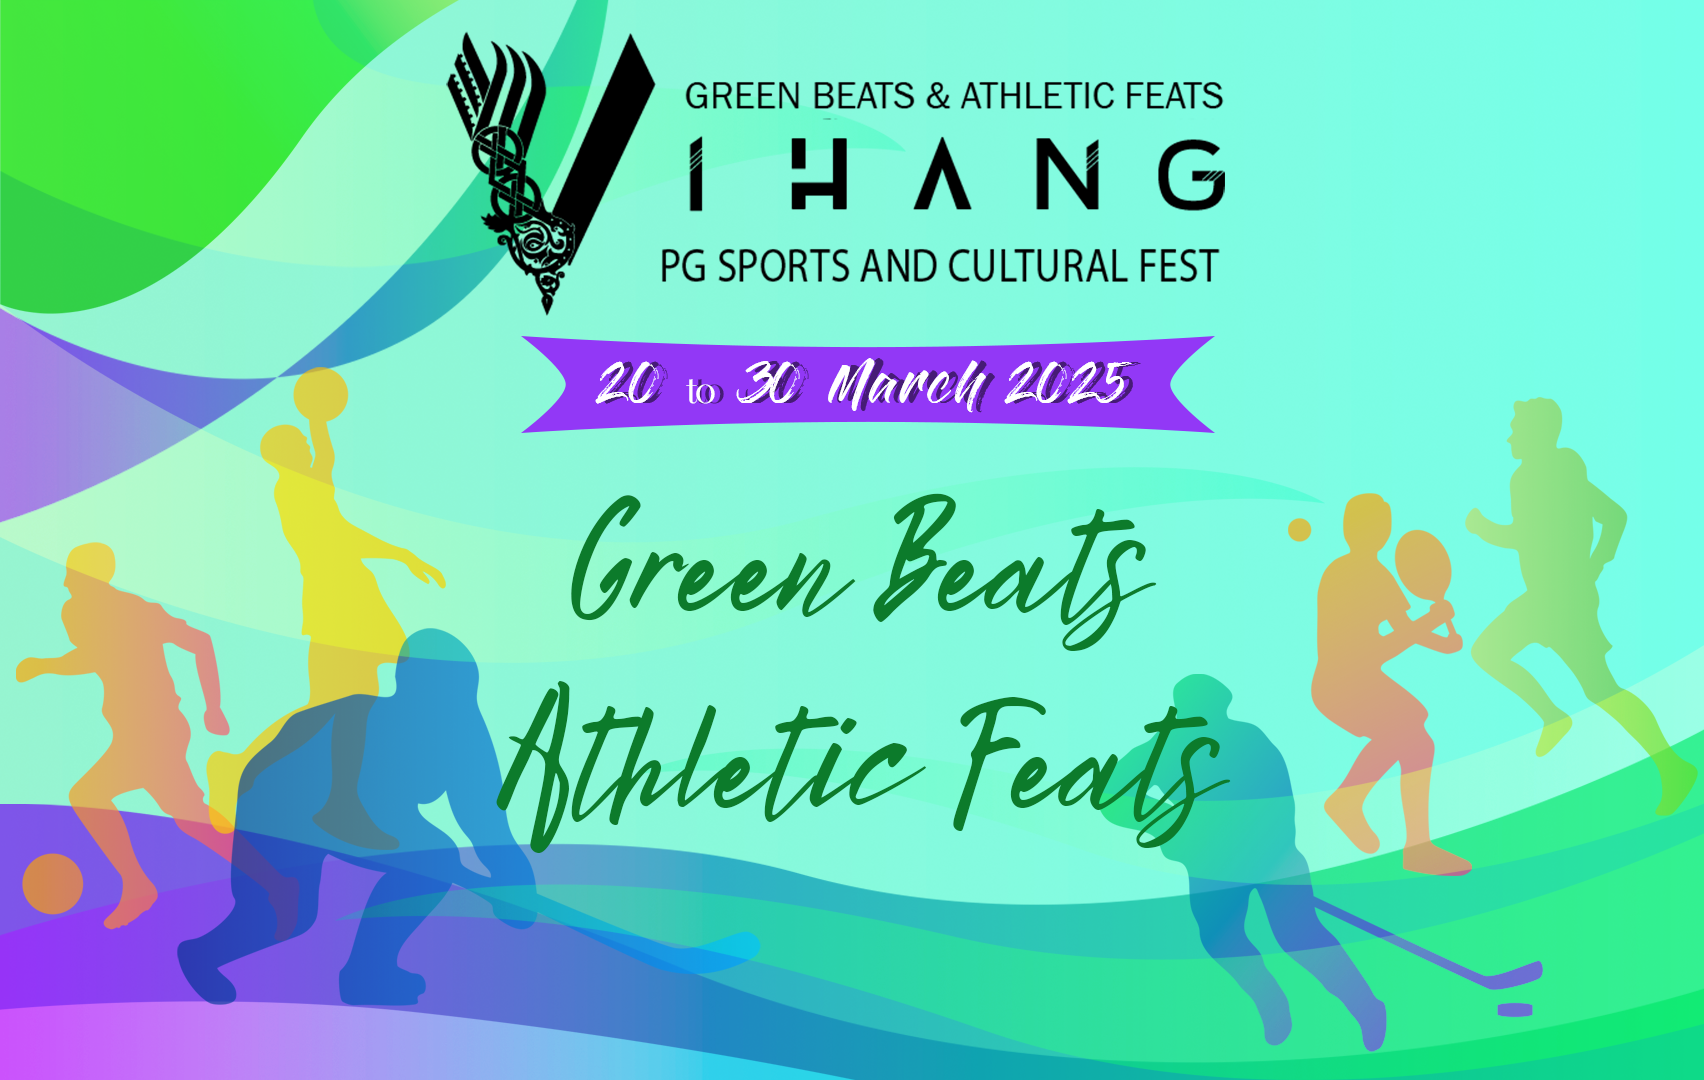 GREEN BEATS & ATHLETIC FEATS
VIHANG
PG SPORTS AND CULTURAL FEST
20 to 30 March 2025
Green Beats
Athletic Feats